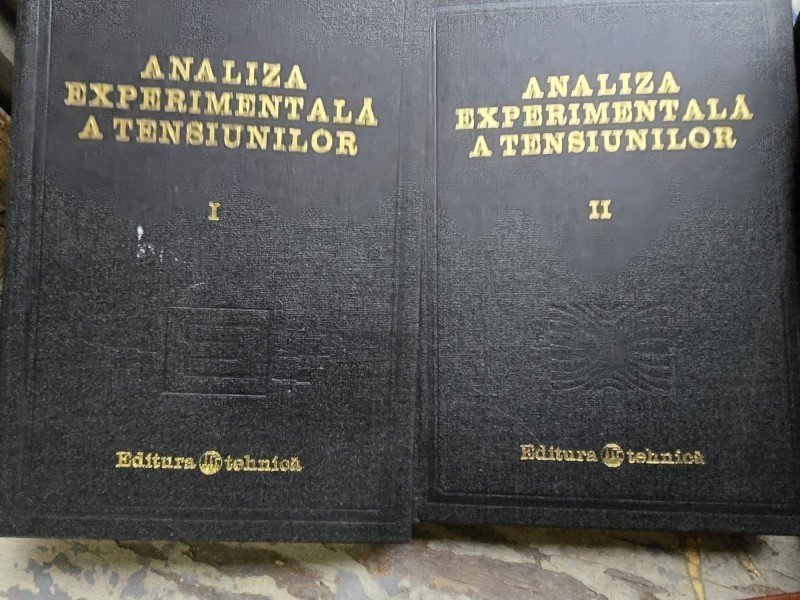 ANALIZA
EXPERIMENTALĂ
A TENSIUNILOR
I
Editura tehnică
ANALIZA
EXPERIMENTALĂ
A TENSIUNILOR
II
Editura tehnică